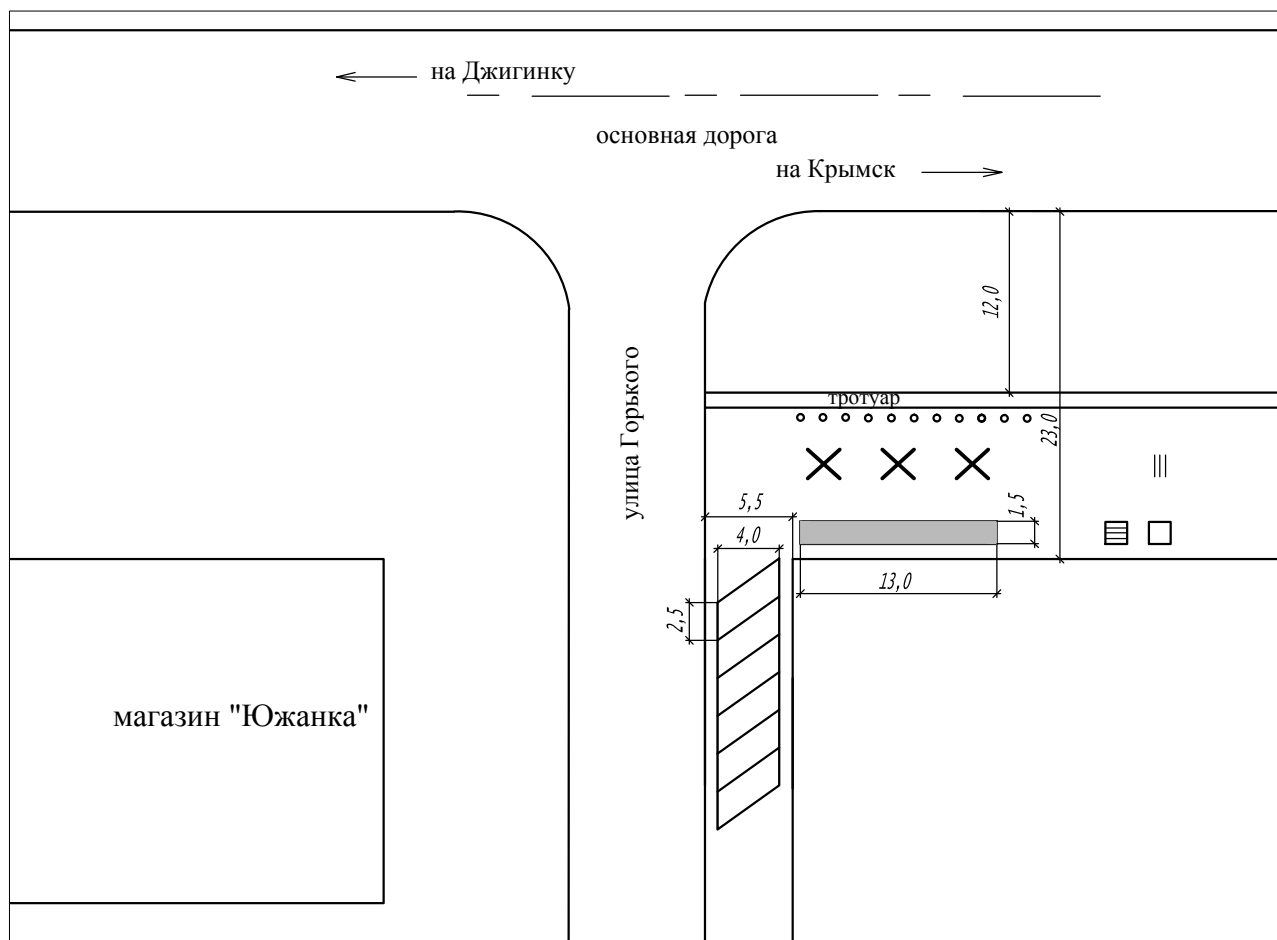 на Джигинку
основная дорога
на Крымск
12,0
улица Горького
тротуар
23,0
5,5
1,5
4,0
13,0
2,5
магазин "Южанка"